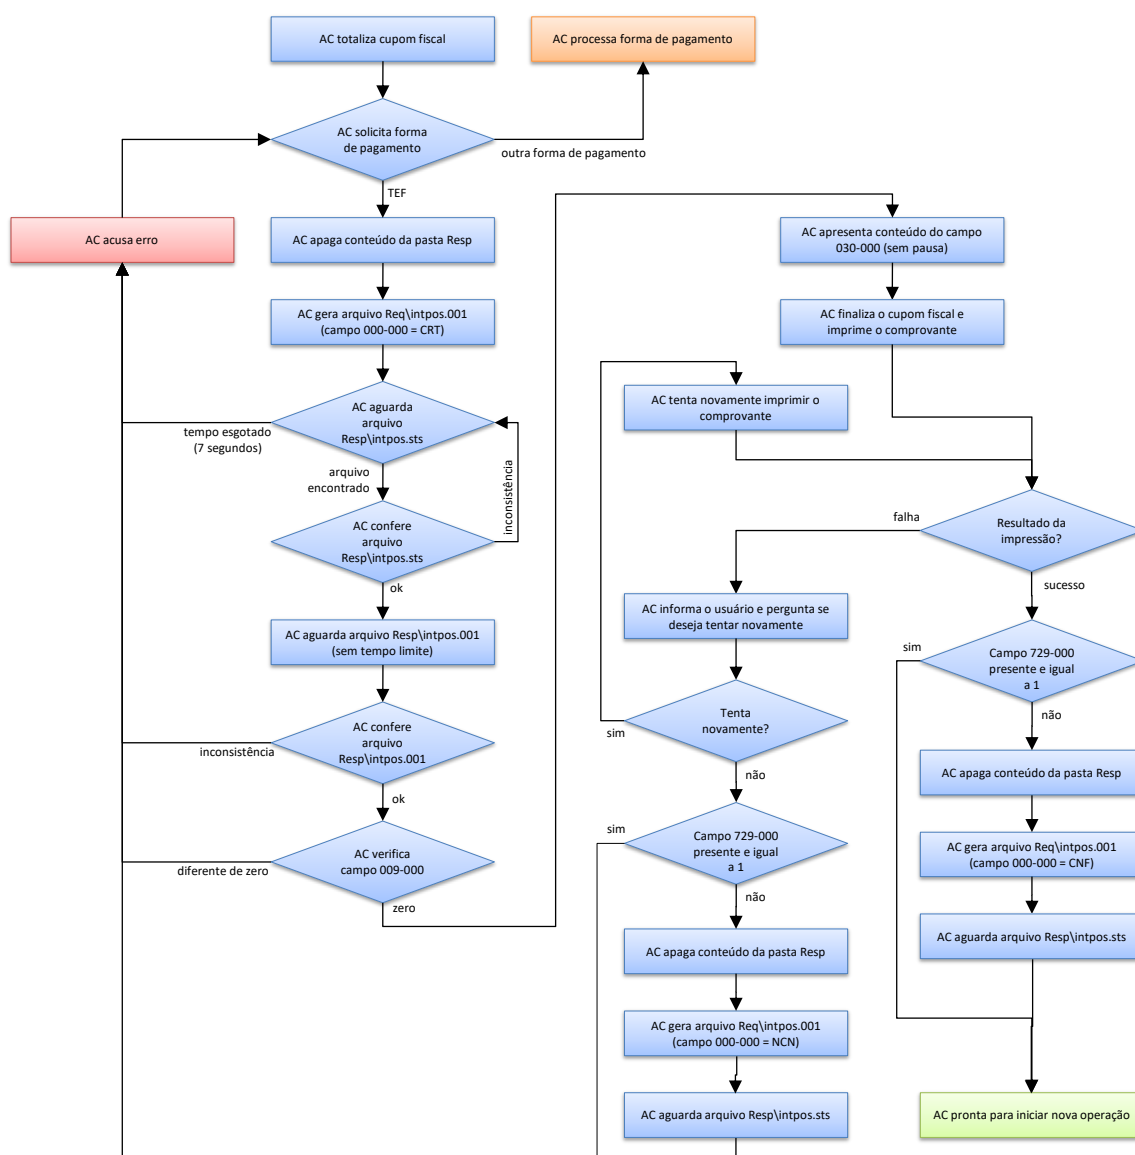 AC totaliza cupom fiscal
AC processa forma de pagamento
AC solicita forma
de pagamento
outra forma de pagamento
TEF
AC acusa erro
AC apaga conteúdo da pasta Resp
AC gera arquivo Req\intpos.001
(campo 000-000 = CRT)
AC aguarda
arquivo
Resp\intpos.sts
tempo esgotado
(7 segundos)
arquivo
encontrado
inconsistência
AC confere
arquivo
Resp\intpos.sts
ok
AC aguarda arquivo Resp\intpos.001
(sem tempo limite)
AC confere
arquivo
Resp\intpos.001
inconsistência
ok
AC verifica
campo 009-000
diferente de zero
zero
AC apresenta conteúdo do campo
030-000 (sem pausa)
AC finaliza o cupom fiscal e
imprime o comprovante
AC tenta novamente imprimir o
comprovante
Resultado da
impressão?
falha
sucesso
AC informa o usuário e pergunta se
deseja tentar novamente
Tenta
novamente?
sim
não
Campo 729-000
presente e igual
a 1
sim
não
AC apaga conteúdo da pasta Resp
AC gera arquivo Req\intpos.001
(campo 000-000 = NCN)
AC aguarda arquivo Resp\intpos.sts
Campo 729-000
presente e igual
a 1
sim
não
AC apaga conteúdo da pasta Resp
AC gera arquivo Req\intpos.001
(campo 000-000 = CNF)
AC aguarda arquivo Resp\intpos.sts
AC pronta para iniciar nova operação